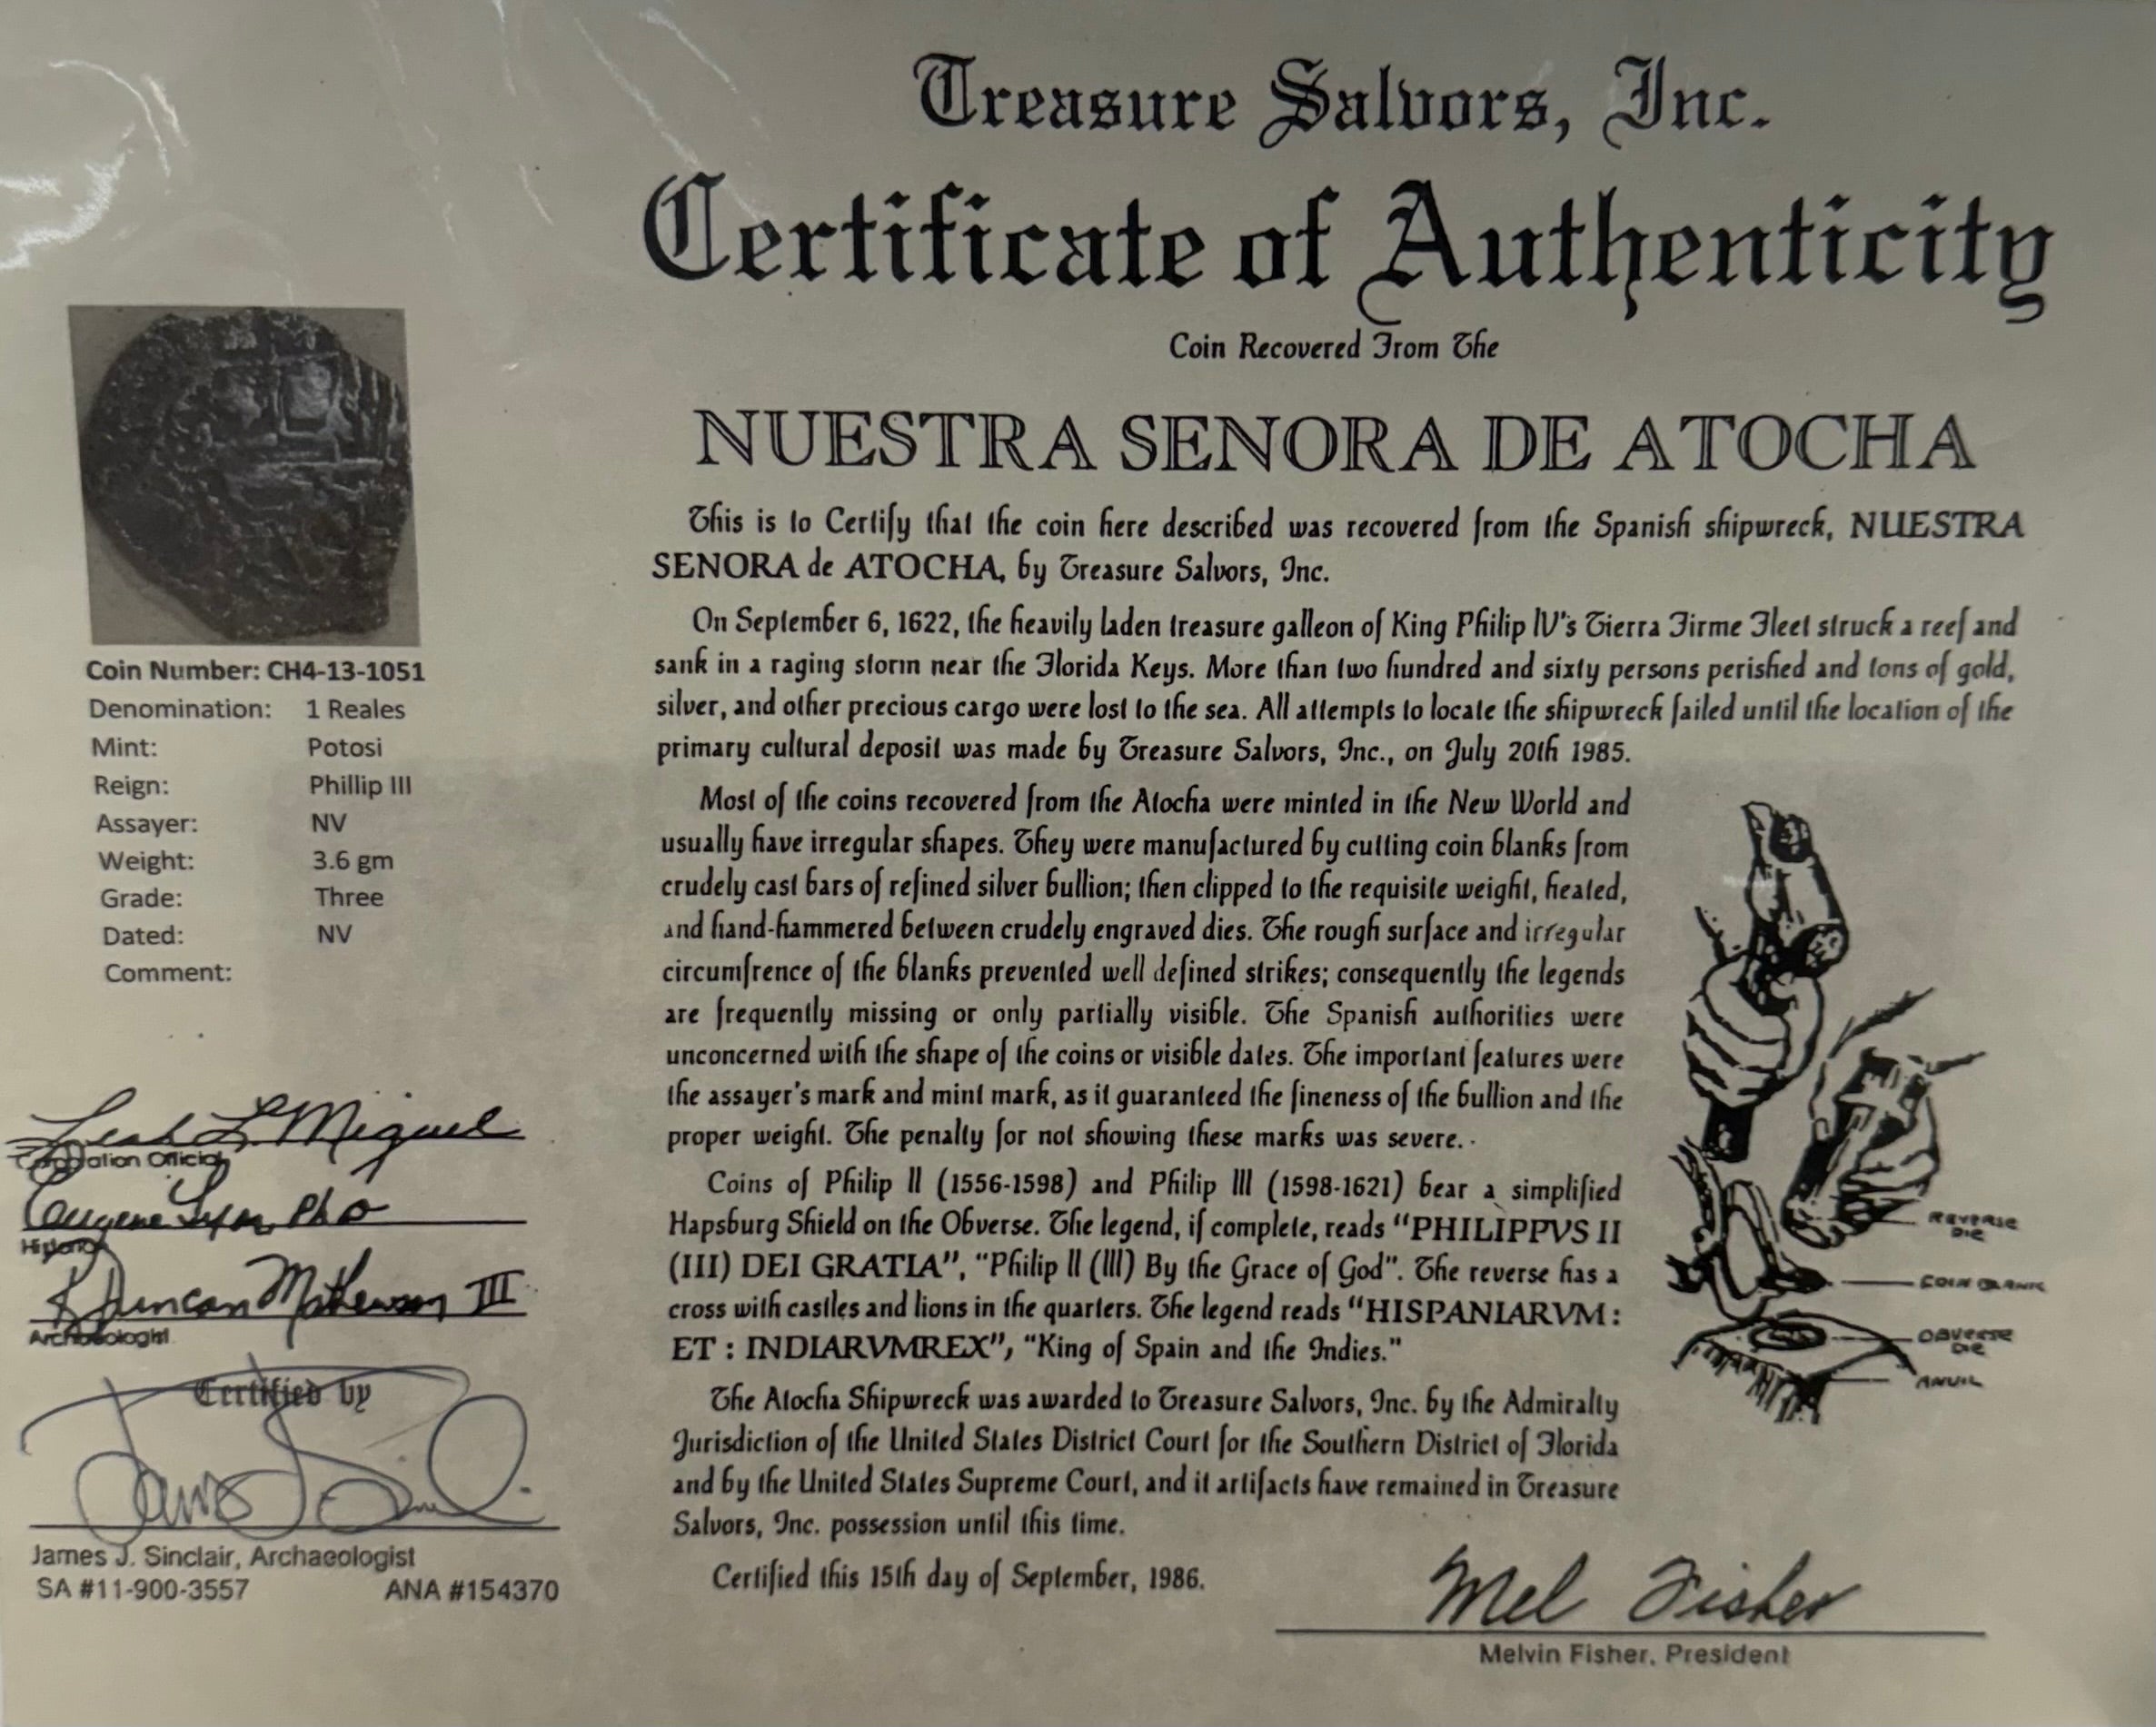 Treasure Salvors, Inc.
Certificate of Authenticity
Coin Recovered From The
NUESTRA SENORA DE ATOCHA
This is to Certify that the coin here described was recovered from the Spanish shipwreck, NUESTRA
SENORA de ATOCHA, by Treasure Salvors, Inc.
On September 6, 1622, the heavily laden treasure galleon of King Philip IV's Tierra Firme Fleet struck a reef and
sank in a raging storm near the Florida Keys. More than two hundred and sixty persons perished and tons of gold,
silver, and other precious cargo were lost to the sea. All attempts to locate the shipwreck failed until the location of the
primary cultural deposit was made by Treasure Salvors, Inc., on July 20th 1985.
Most of the coins recovered from the Atocha were minted in the New World and
usually have irregular shapes. They were manufactured by cutting coin blanks from
crudely cast bars of refined silver bullion; then clipped to the requisite weight, heated,
and hand-hammered between crudely engraved dies. The rough surface and irregular
circumfrence of the blanks prevented well defined strikes; consequently the legends
are frequently missing or only partially visible. The Spanish authorities were
unconcerned with the shape of the coins or visible dates. The important features were
the assayer's mark and mint mark, as it guaranteed the fineness of the bullion and the
proper weight. The penalty for not showing these marks was severe.
Coins of Philip II (1556-1598) and Philip III (1598-1621) bear a simplified
Hapsburg Shield on the Obverse. The legend, if complete, reads "PHILIPPVS II
(III) DEI GRATIA", "Philip II (III) By the Grace of God". The reverse has a
cross with castles and lions in the quarters. The legend reads "HISPANIARVM :
ET : INDIARVMREX", "King of Spain and the Indies."
The Atocha Shipwreck was awarded to Treasure Salvors, Inc. by the Admiralty
Jurisdiction of the United States District Court for the Southern District of Florida
and by the United States Supreme Court, and it artifacts have remained in Treasure
Salvors, Inc. possession until this time.
Certified this 15th day of September, 1986.
Mel Fisher
Melvin Fisher, President
REVERSE
DIE
COIN BLANK
OBVERSE
DIE
ANVIL
Coin Number: CH4-13-1051
Denomination: 1 Reales
Mint: Potosi
Reign: Phillip III
Assayer: NV
Weight: 3.6 gm
Grade: Three
Dated: NV
Comment:
Leah L. Miguel
Corporation Official
Eugene Lyon PhD
Historian
R Duncan Mathewson III
Archaeologist
Certified by
James J. Sinclair, Archaeologist
SA #11-900-3557 ANA #154370